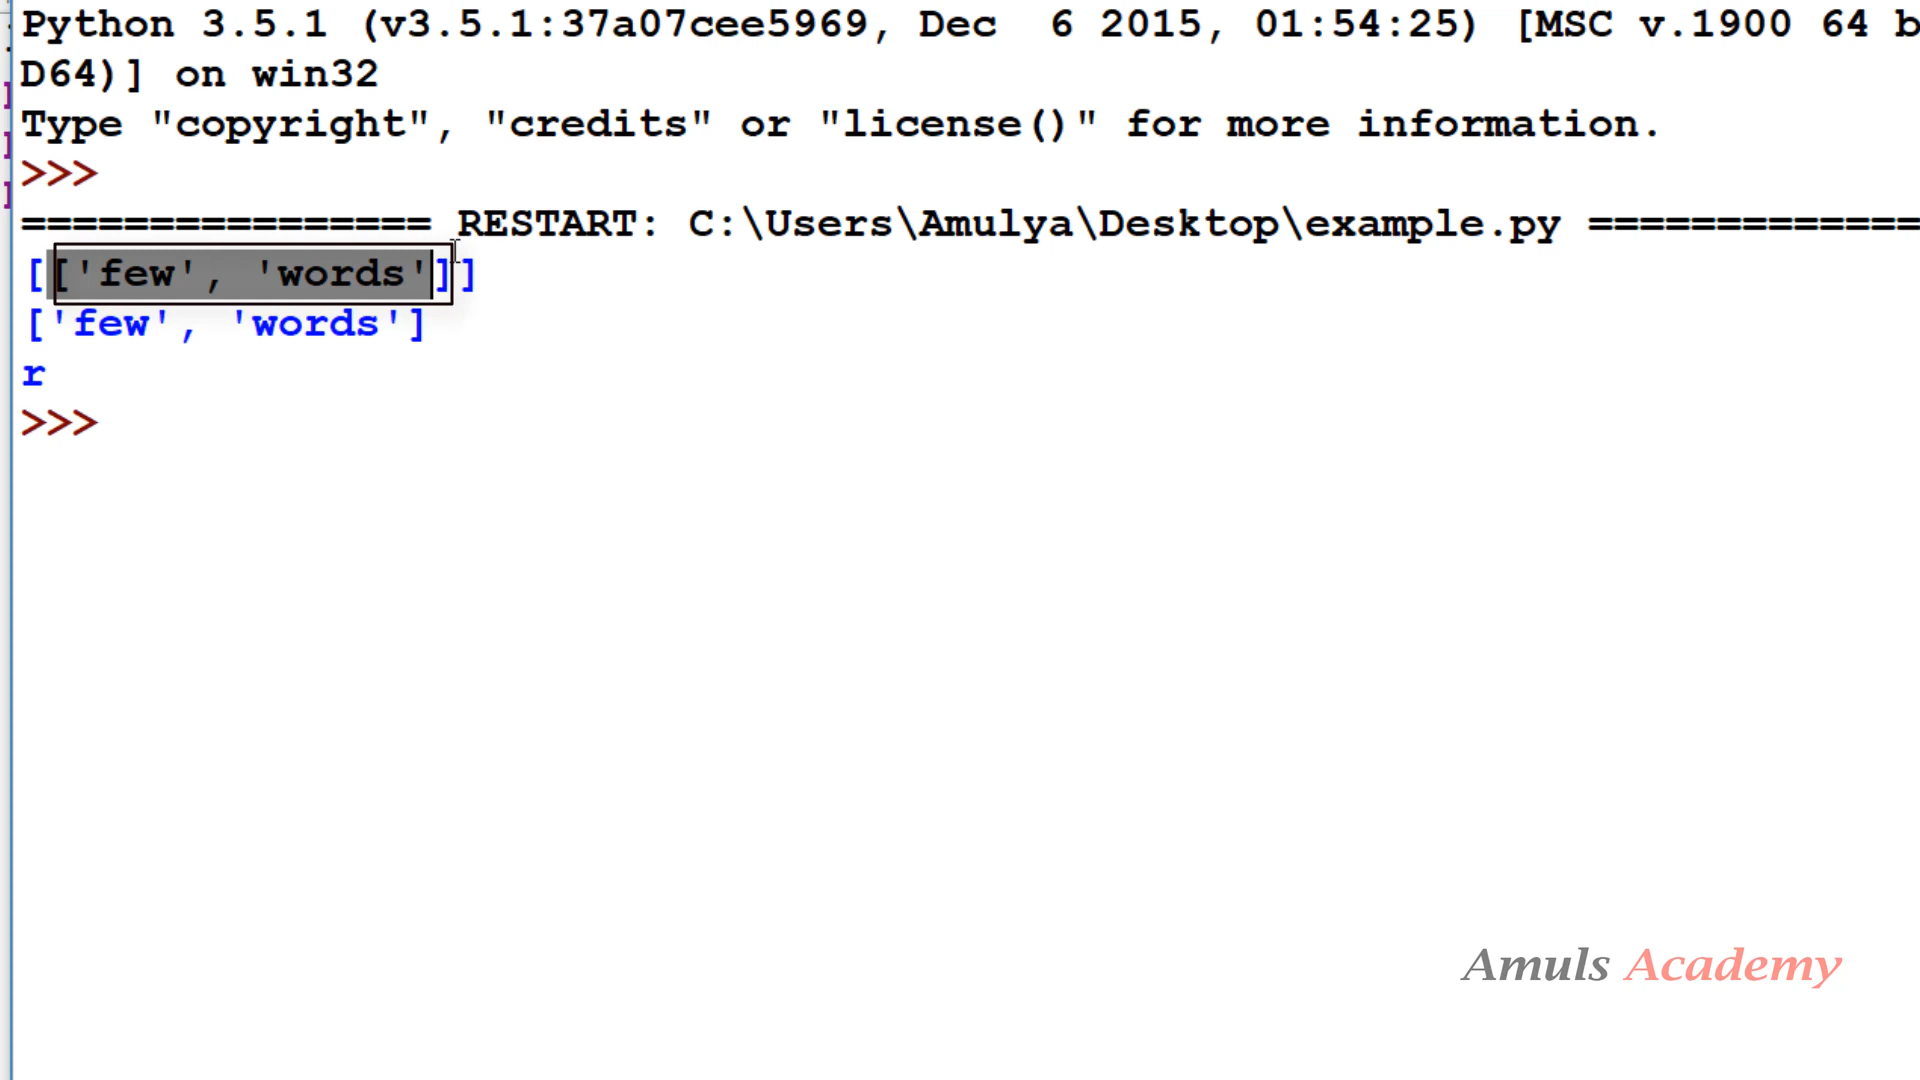 Python 3.5.1 (v3.5.1:37a07cee5969, Dec  6 2015, 01:54:25) [MSC v.1900 64 b
D64)] on win32
Type "copyright", "credits" or "license()" for more information.
>>>
================ RESTART: C:\Users\Amulya\Desktop\example.py =============
[['few', 'words']]
['few', 'words']
r
>>>
Amuls Academy